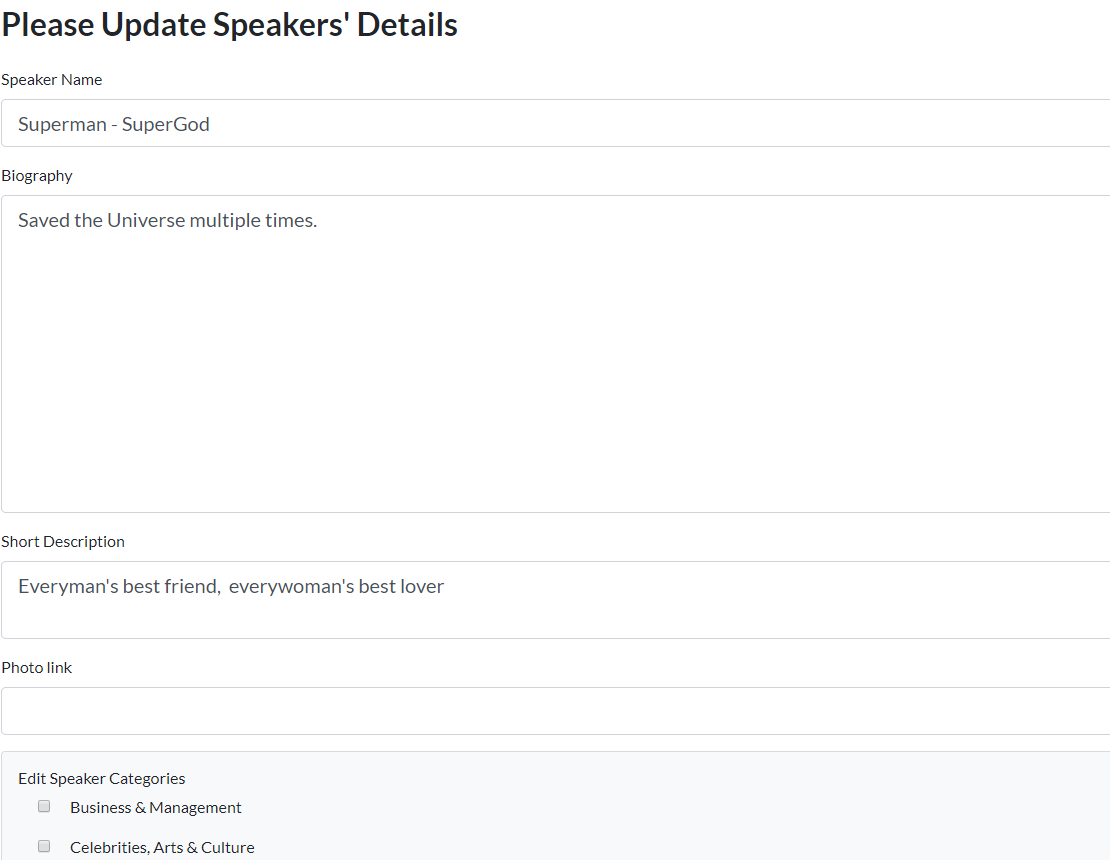 Please Update Speakers' Details
Speaker Name
Superman - SuperGod
Biography
Saved the Universe multiple times.
Short Description
Everyman's best friend,  everywoman's best lover
Photo link
Edit Speaker Categories
Business & Management
Celebrities, Arts & Culture